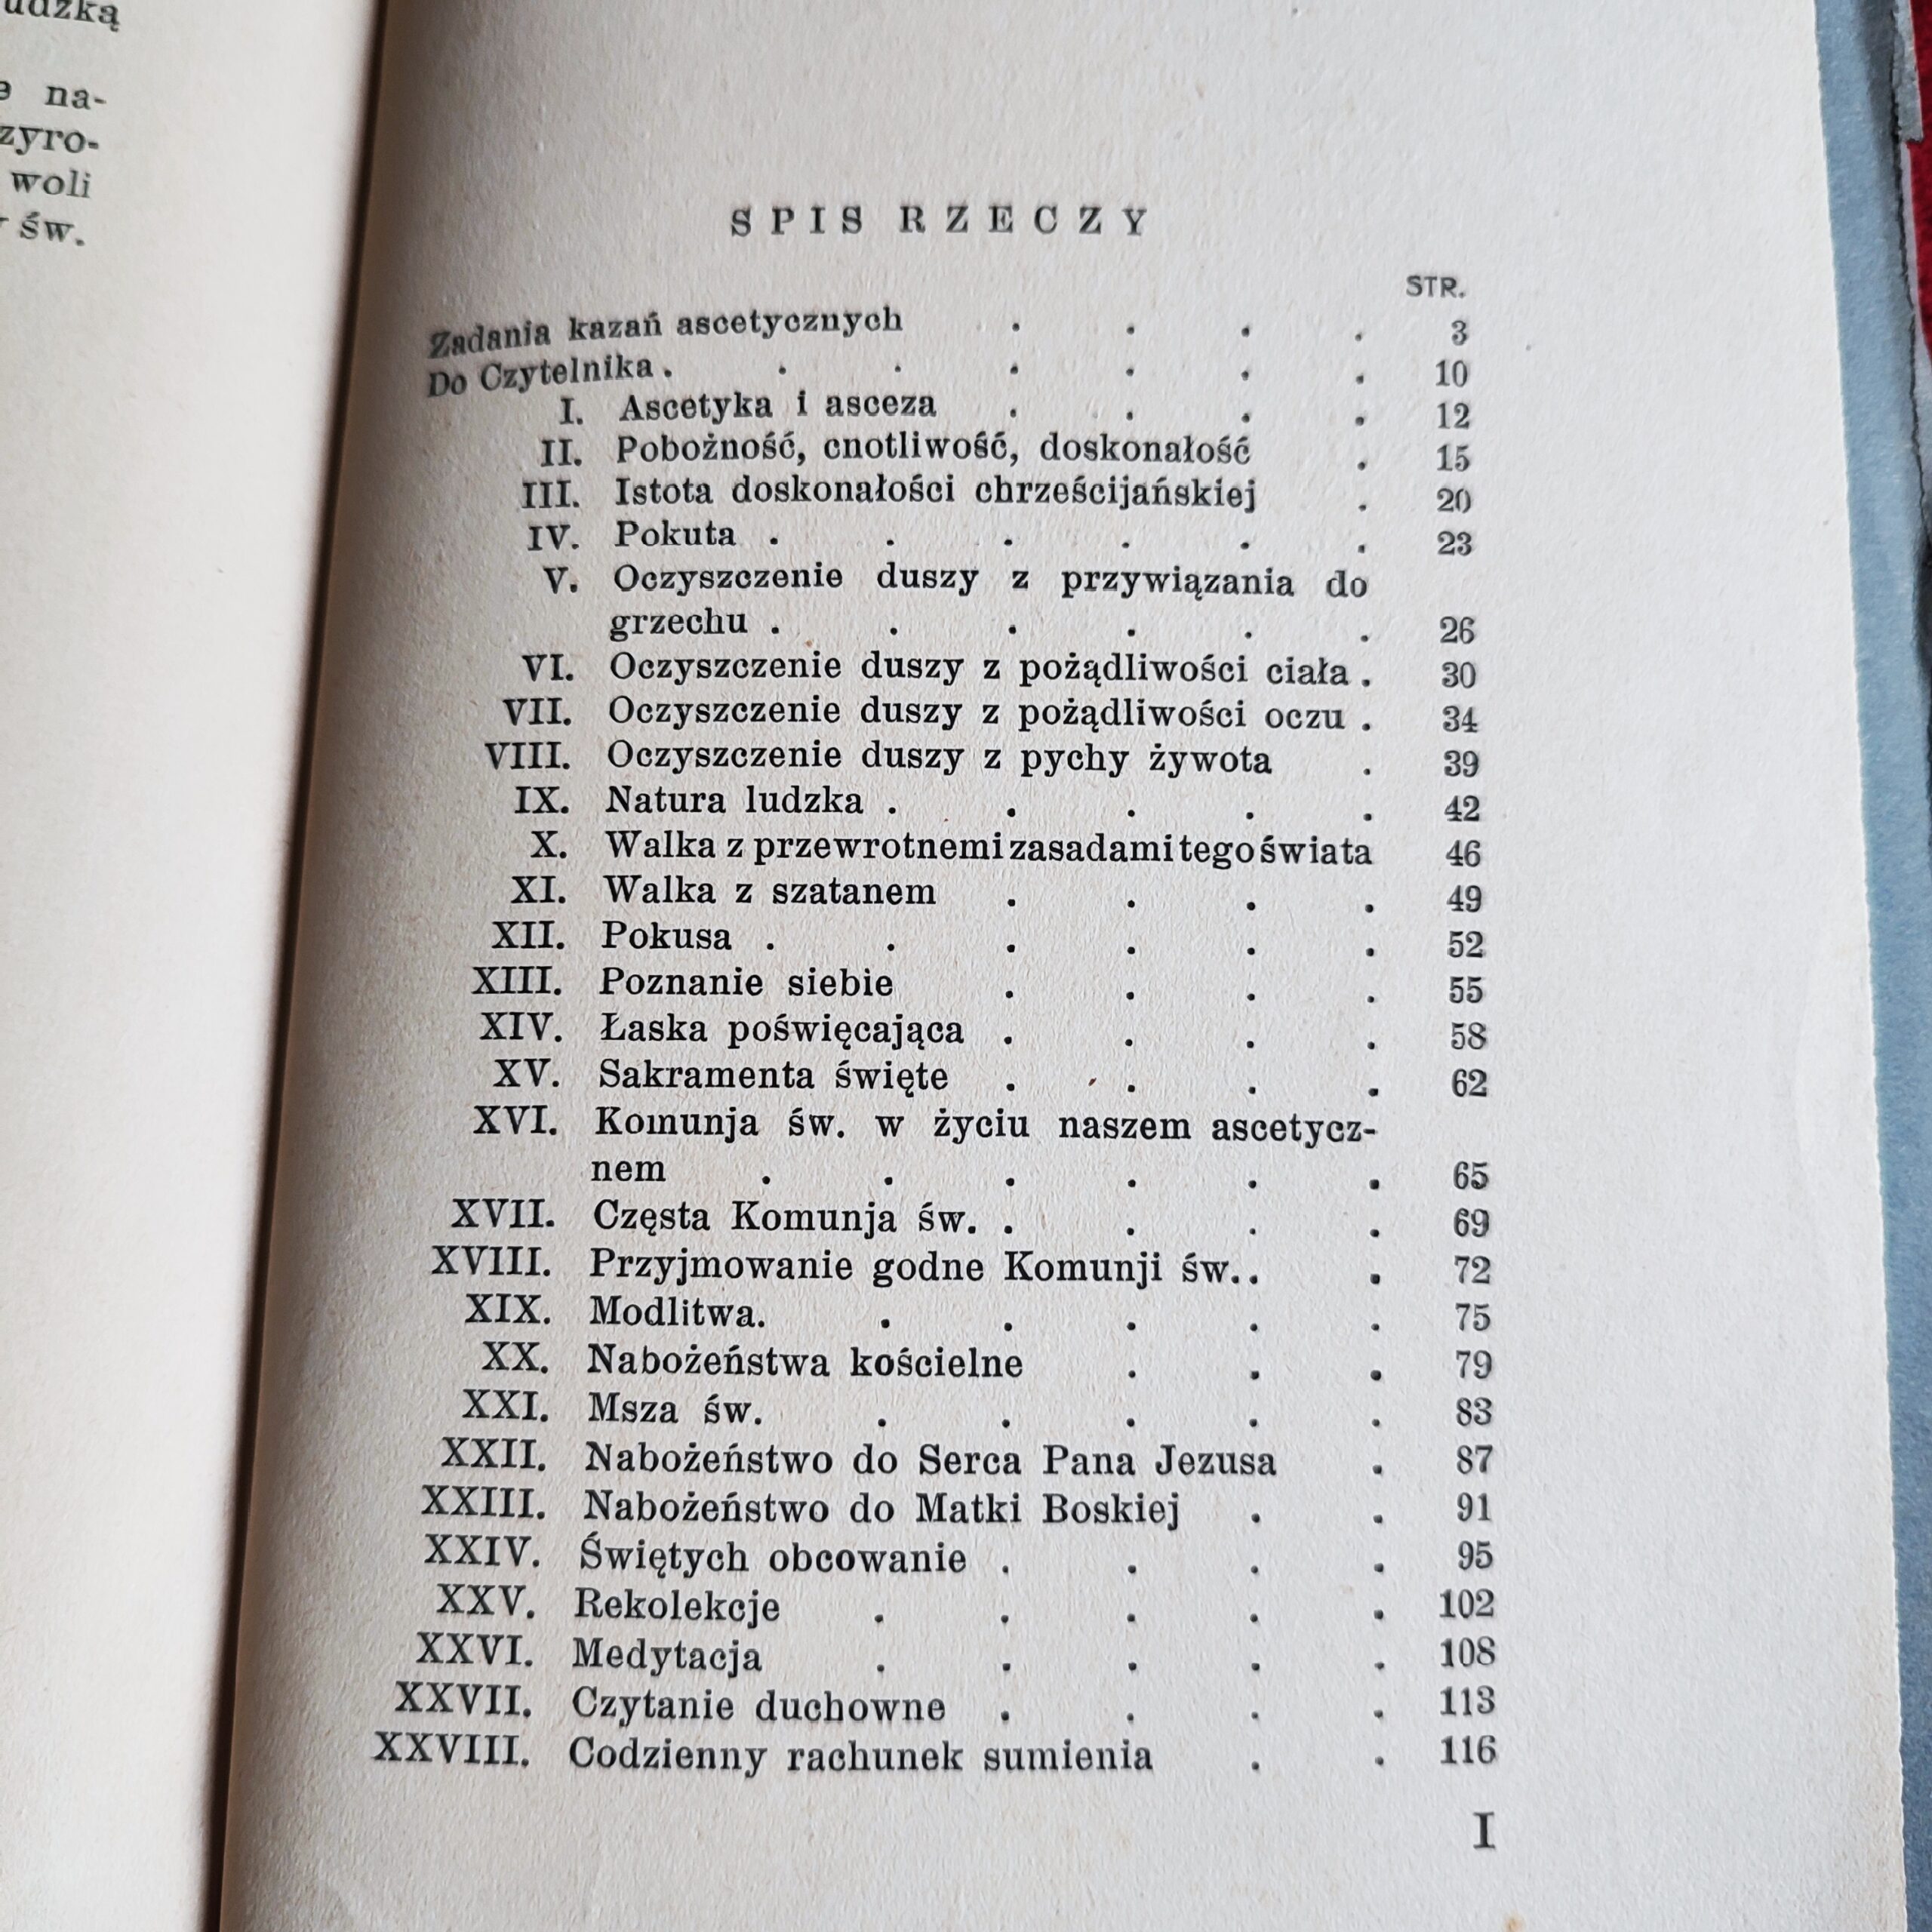 udzką
na-
zyro-
woli
św.
SPIS RZECZY
STR.
Zadania kazań ascetycznych . . . . 3
Do Czytelnika . . . . . . . 10
I. Ascetyka i asceza . . . . 12
II. Pobożność, cnotliwość, doskonałość . 15
III. Istota doskonałości chrześcijańskiej . 20
IV. Pokuta . . . . . . 23
V. Oczyszczenie duszy z przywiązania do
grzechu . . . . . . 26
VI. Oczyszczenie duszy z pożądliwości ciała . 30
VII. Oczyszczenie duszy z pożądliwości oczu . 34
VIII. Oczyszczenie duszy z pychy żywota . 39
IX. Natura ludzka . . . . . 42
X. Walka z przewrotnemi zasadami tego świata 46
XI. Walka z szatanem . . . . 49
XII. Pokusa . . . . . . 52
XIII. Poznanie siebie . . . . 55
XIV. Łaska poświęcająca . . . . 58
XV. Sakramenta święte . . . . 62
XVI. Komunja św. w życiu naszem ascetycz-
nem . . . . . . 65
XVII. Częsta Komunja św. . . . . 69
XVIII. Przyjmowanie godne Komunji św. . . 72
XIX. Modlitwa. . . . . . 75
XX. Nabożeństwa kościelne . . . 79
XXI. Msza św. . . . . . 83
XXII. Nabożeństwo do Serca Pana Jezusa . 87
XXIII. Nabożeństwo do Matki Boskiej . . 91
XXIV. Świętych obcowanie . . . . 95
XXV. Rekolekcje . . . . . 102
XXVI. Medytacja . . . . . 108
XXVII. Czytanie duchowne . . . . 113
XXVIII. Codzienny rachunek sumienia . . 116
I